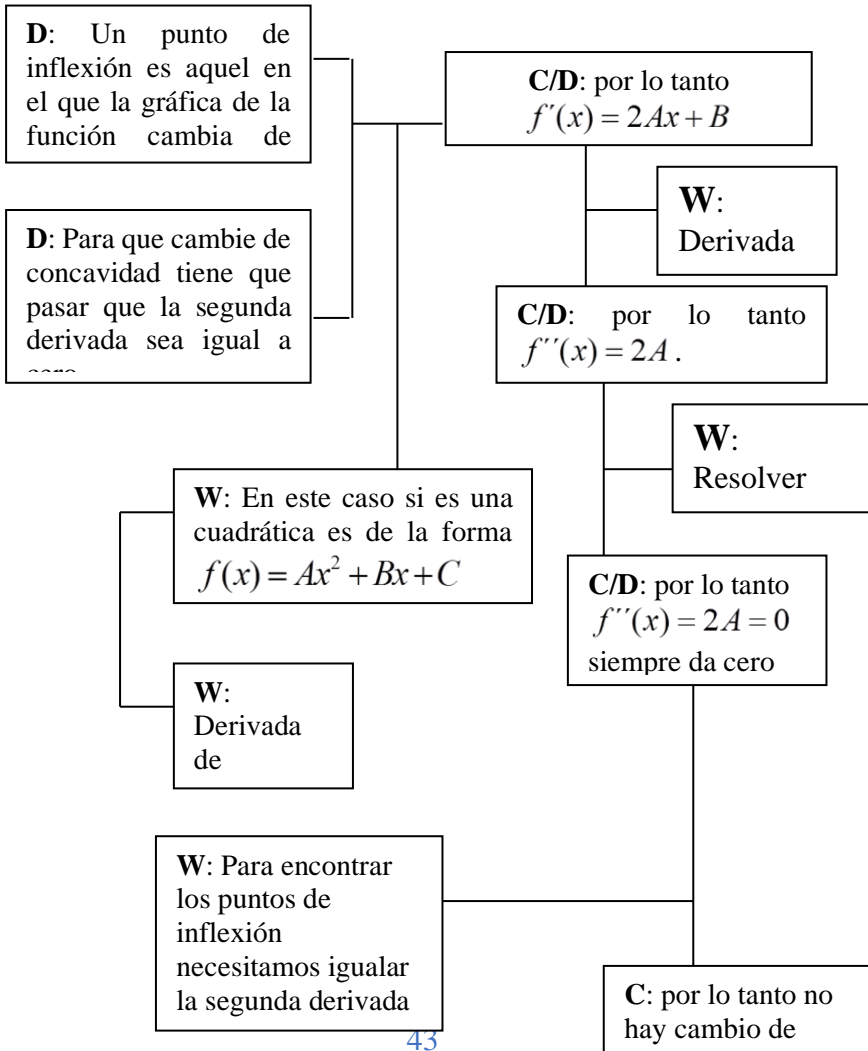 D: Un punto de
inflexión es aquel en
el que la gráfica de la
función cambia de
D: Para que cambie de
concavidad tiene que
pasar que la segunda
derivada sea igual a
C/D: por lo tanto
f´(x) = 2Ax + B
W:
Derivada
C/D: por lo tanto
f´´(x) = 2A .
W:
Resolver
W: En este caso si es una
cuadrática es de la forma
f(x) = Ax² + Bx + C
C/D: por lo tanto
f´´(x) = 2A = 0
siempre da cero
W:
Derivada
de
W: Para encontrar
los puntos de
inflexión
necesitamos igualar
la segunda derivada
C: por lo tanto no
hay cambio de
43